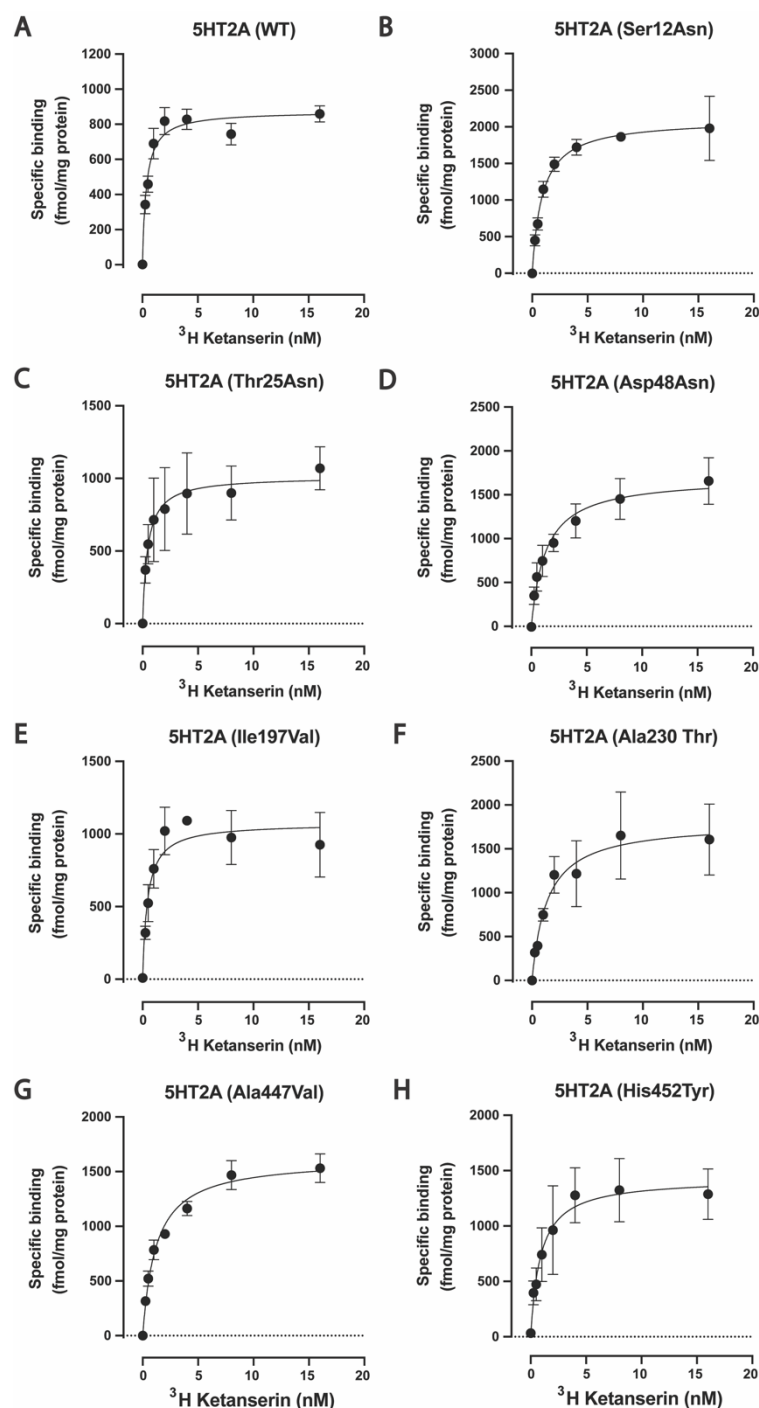 A
5HT2A (WT)
Specific binding
(fmol/mg protein)
1200
1000
800
600
400
200
0
0 5 10 15 20
3H Ketanserin (nM)
B
5HT2A (Ser12Asn)
Specific binding
(fmol/mg protein)
3000
2500
2000
1500
1000
500
0
0 5 10 15 20
3H Ketanserin (nM)
C
5HT2A (Thr25Asn)
Specific binding
(fmol/mg protein)
1500
1000
500
0
0 5 10 15 20
3H Ketanserin (nM)
D
5HT2A (Asp48Asn)
Specific binding
(fmol/mg protein)
2500
2000
1500
1000
500
0
0 5 10 15 20
3H Ketanserin (nM)
E
5HT2A (Ile197Val)
Specific binding
(fmol/mg protein)
1500
1000
500
0
0 5 10 15 20
3H Ketanserin (nM)
F
5HT2A (Ala230 Thr)
Specific binding
(fmol/mg protein)
2500
2000
1500
1000
500
0
0 5 10 15 20
3H Ketanserin (nM)
G
5HT2A (Ala447Val)
Specific binding
(fmol/mg protein)
2000
1500
1000
500
0
0 5 10 15 20
3H Ketanserin (nM)
H
5HT2A (His452Tyr)
Specific binding
(fmol/mg protein)
2000
1500
1000
500
0
0 5 10 15 20
3H Ketanserin (nM)